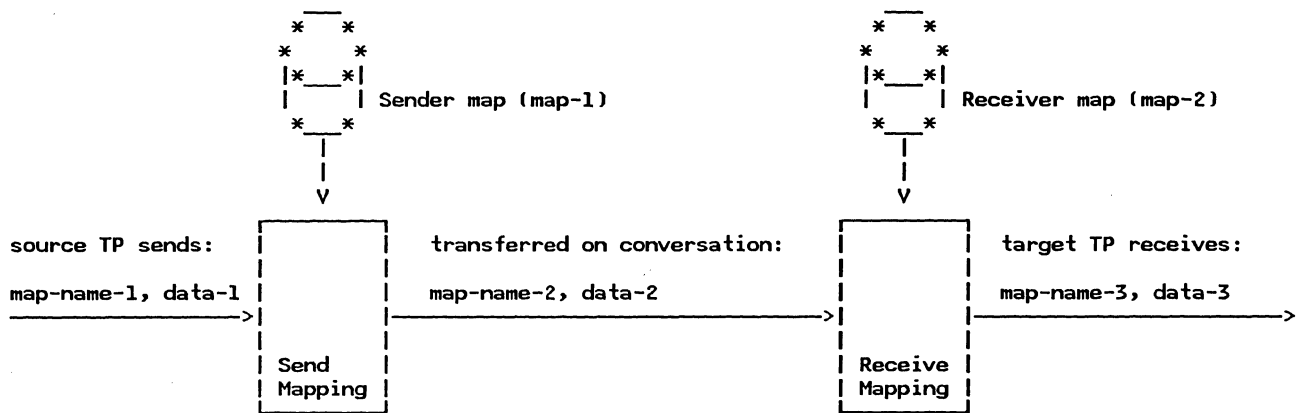 Sender map (map-1)
Receiver map (map-2)
source TP sends:
transferred on conversation:
target TP receives:
map-name-1, data-1
map-name-2, data-2
map-name-3, data-3
Send
Mapping
Receive
Mapping